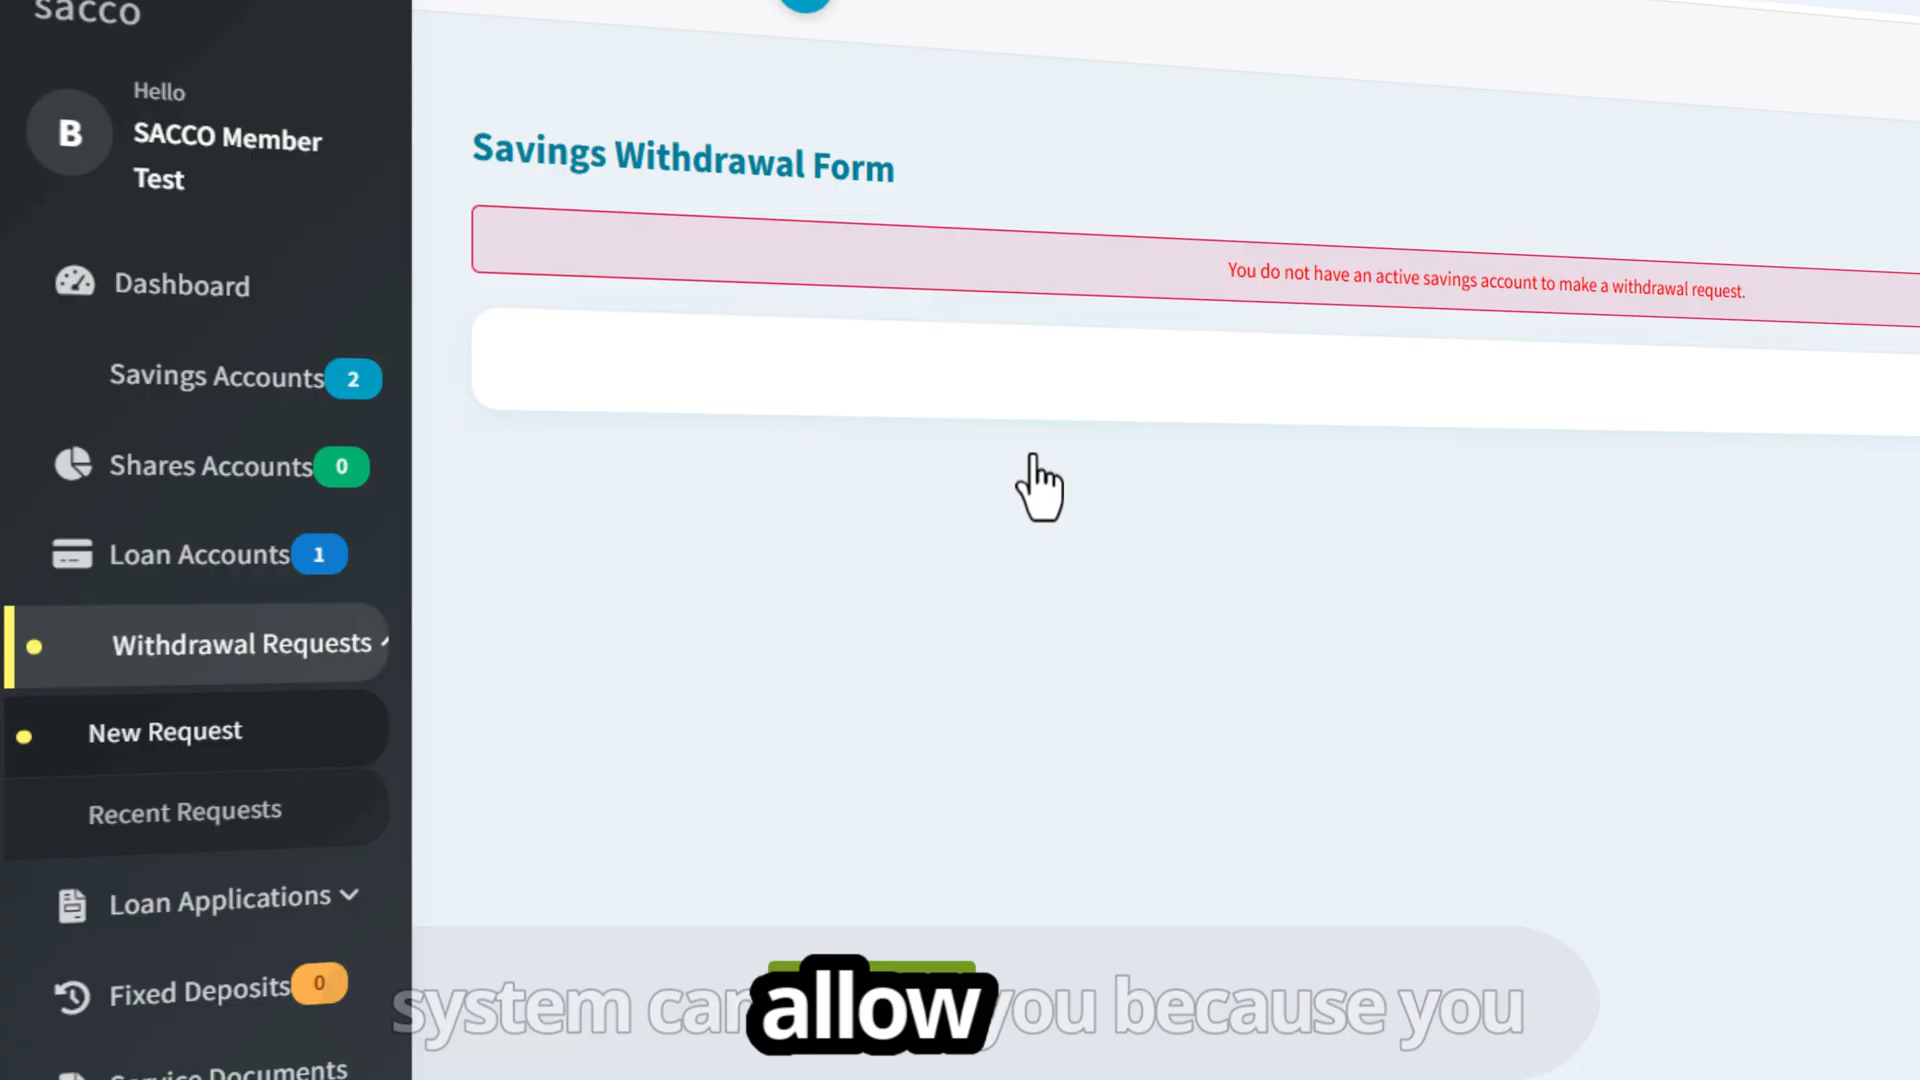 sacco
B
Hello
SACCO Member
Test
Dashboard
Savings Accounts 2
Shares Accounts 0
Loan Accounts 1
Withdrawal Requests
New Request
Recent Requests
Loan Applications
Fixed Deposits 0
Service Documents
Savings Withdrawal Form
You do not have an active savings account to make a withdrawal request.
system can allow you because you